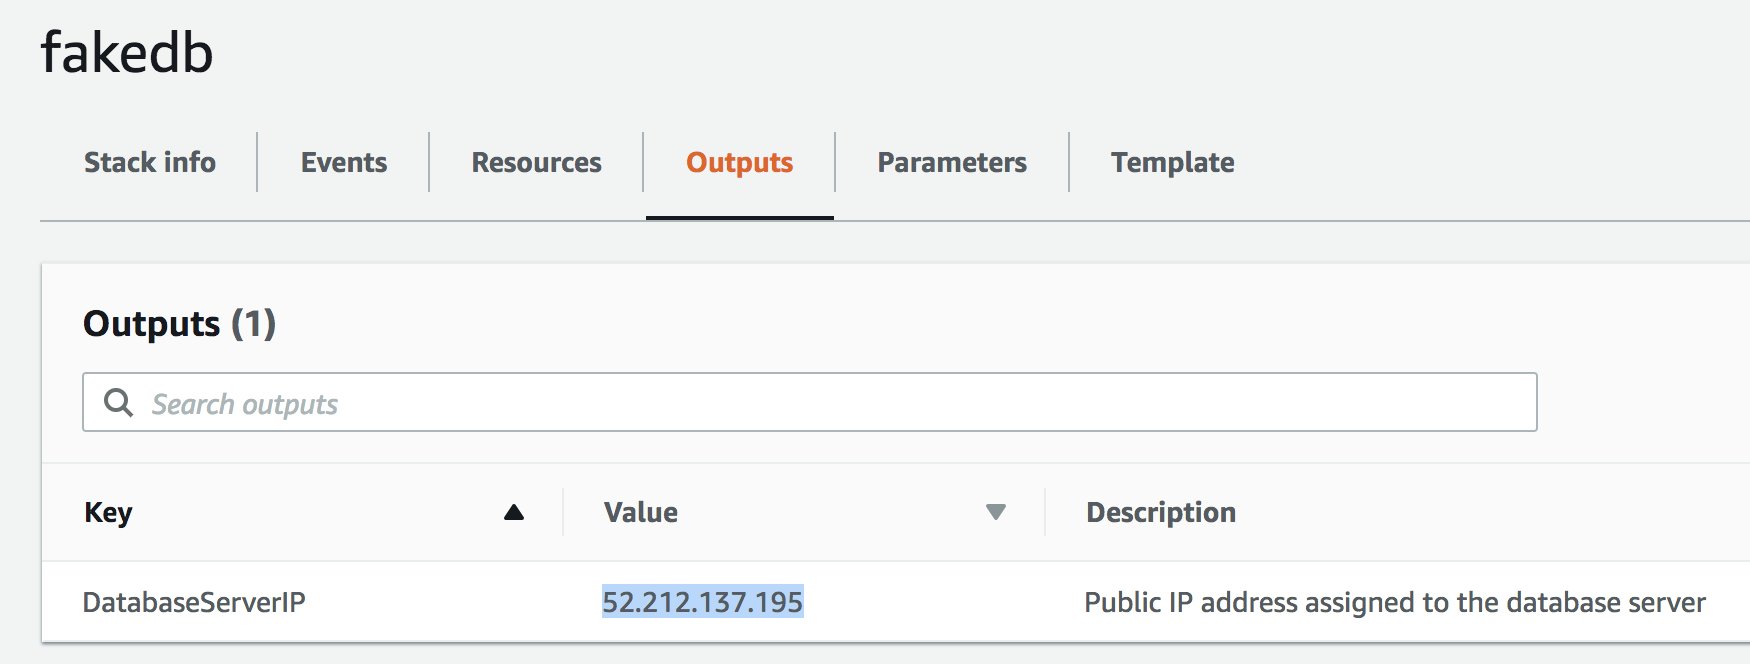 fakedb
Stack info Events Resources Outputs Parameters Template
Outputs (1)
Search outputs
Key Value Description
DatabaseServerIP 52.212.137.195 Public IP address assigned to the database server